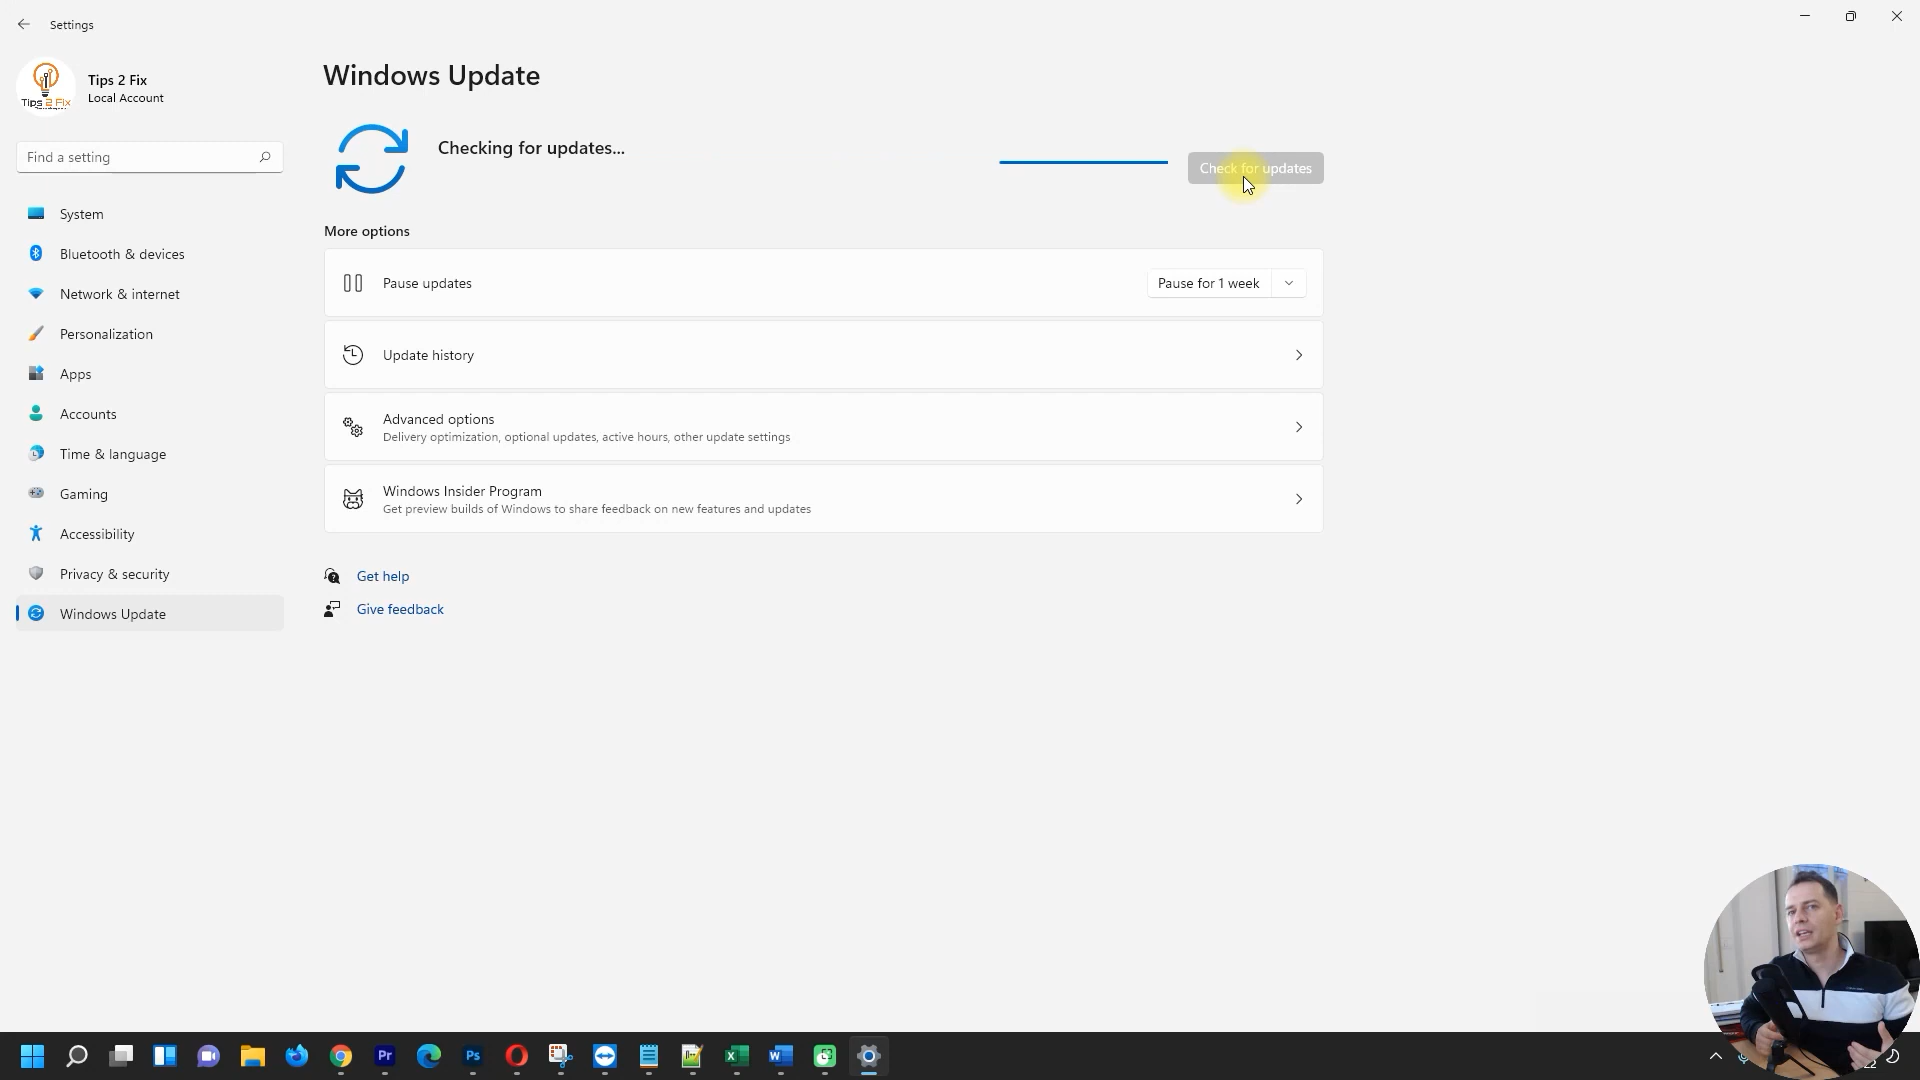 Settings
Tips 2 Fix
Local Account
Tips 2 Fix
Find a setting
System
Bluetooth & devices
Network & internet
Personalization
Apps
Accounts
Time & language
Gaming
Accessibility
Privacy & security
Windows Update
Windows Update
Checking for updates...
Check for updates
More options
Pause updates
Pause for 1 week
Update history
Advanced options
Delivery optimization, optional updates, active hours, other update settings
Windows Insider Program
Get preview builds of Windows to share feedback on new features and updates
Get help
Give feedback
Pr
Ps
22